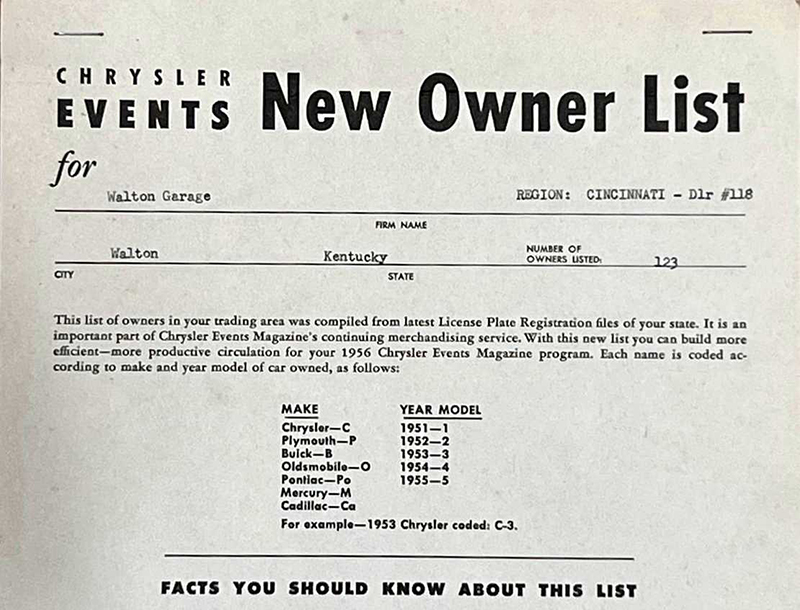 CHRYSLER
EVENTS New Owner List
for
Walton Garage REGION: CINCINNATI - Dlr #118
FIRM NAME
Walton Kentucky NUMBER OF OWNERS LISTED: 123
CITY STATE
This list of owners in your trading area was compiled from latest License Plate Registration files of your state. It is an
important part of Chrysler Events Magazine's continuing merchandising service. With this new list you can build more
efficient—more productive circulation for your 1956 Chrysler Events Magazine program. Each name is coded ac-
cording to make and year model of car owned, as follows:
MAKE YEAR MODEL
Chrysler—C 1951—1
Plymouth—P 1952—2
Buick—B 1953—3
Oldsmobile—O 1954—4
Pontiac—Po 1955—5
Mercury—M
Cadillac—Ca
For example—1953 Chrysler coded: C-3.
FACTS YOU SHOULD KNOW ABOUT THIS LIST